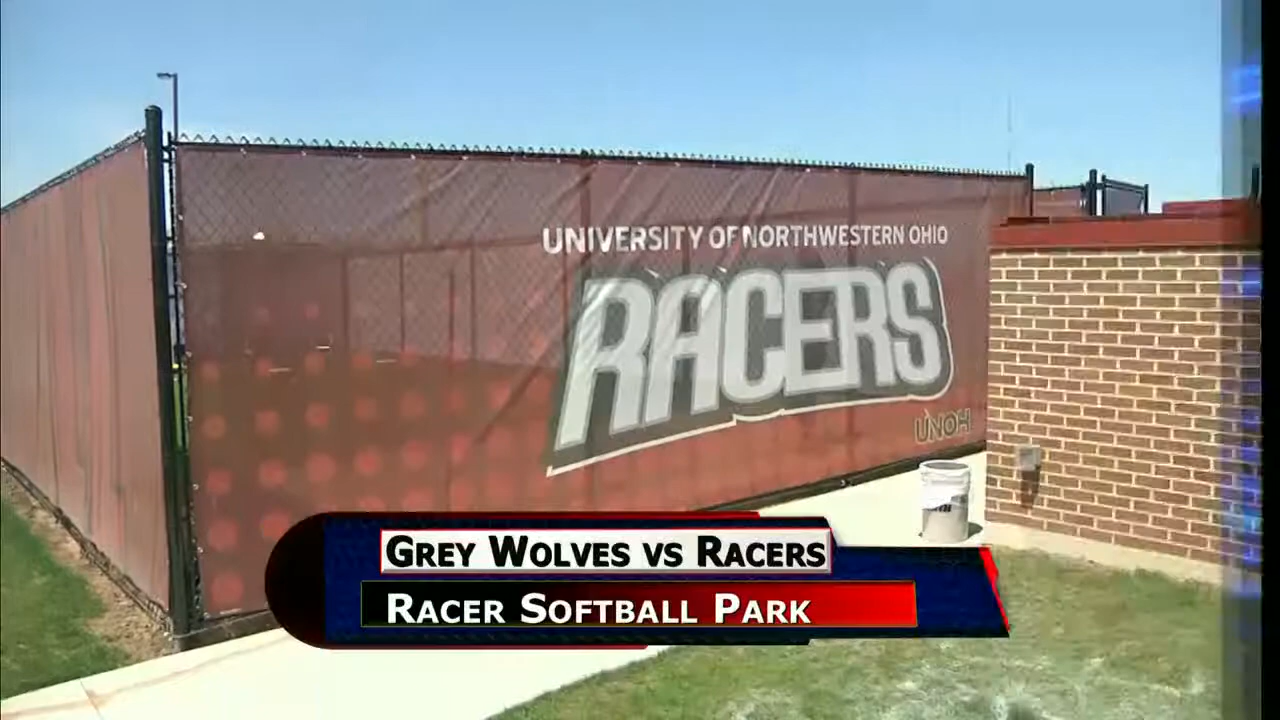 UNIVERSITY OF NORTHWESTERN OHIO
RACERS
UNOH
GREY WOLVES VS RACERS
RACER SOFTBALL PARK